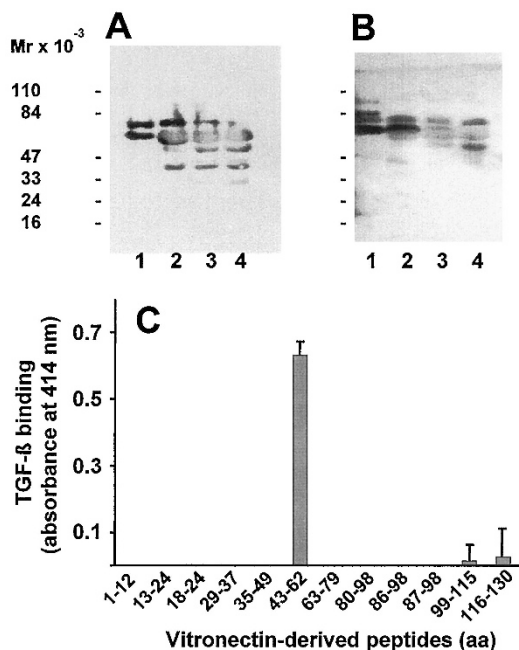 A
B
Mr x 10-3
110
84
47
33
24
16
1 2 3 4
1 2 3 4
C
TGF-ß binding
(absorbance at 414 nm)
0.7
0.5
0.3
0.1
1-12
13-24
18-24
29-37
35-49
43-62
63-79
80-98
86-98
87-98
99-115
116-130
Vitronectin-derived peptides (aa)